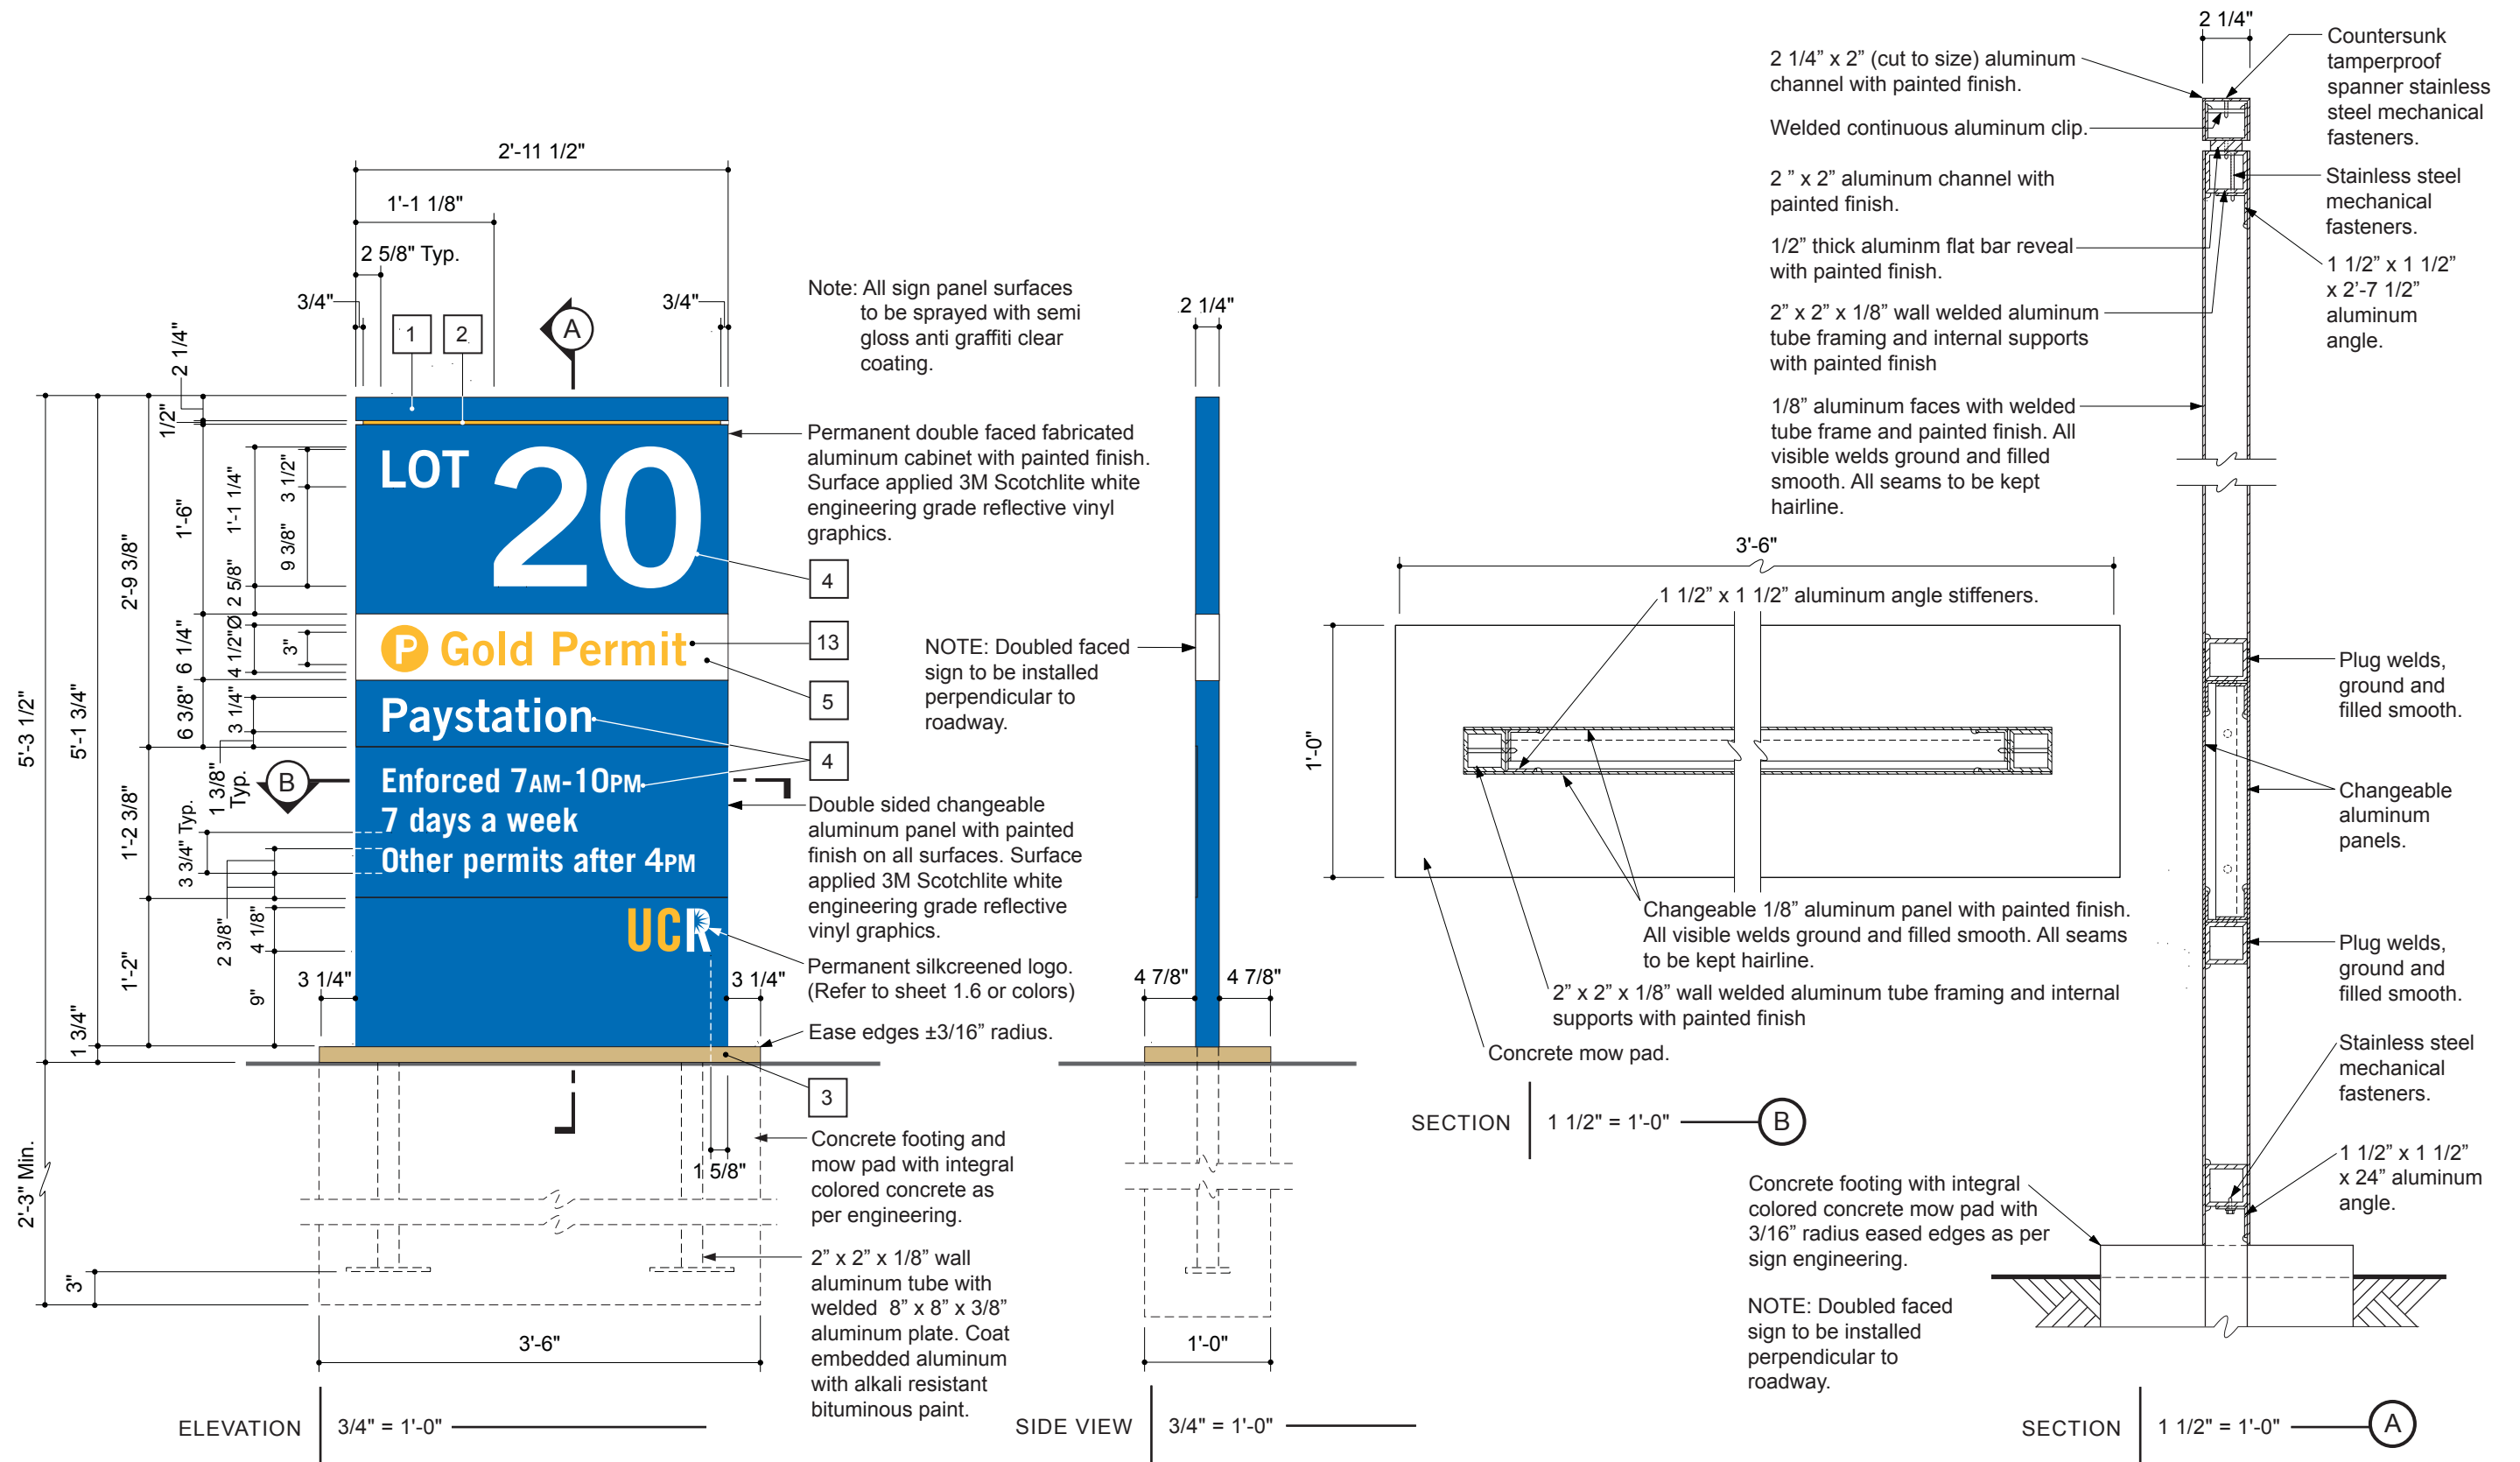 2'-11 1/2"
1'-1 1/8"
2 5/8" Typ.
3/4"
3/4"
1
2
A
2 1/4"
1/2"
1'-6"
1'-1 1/4"
3 1/2"
9 3/8"
2 5/8"
2'-9 3/8"
6 1/4"
4 1/2"Ø
3"
6 3/8"
3 1/4"
1 3/8"
Typ.
5'-3 1/2"
5'-1 3/4"
B
1'-2 3/8"
3 3/4" Typ.
2 3/8"
4 1/8"
1'-2"
9"
1 3/4"
3 1/4"
3 1/4"
2'-3" Min.
3"
1 5/8"
3'-6"
LOT 20
P Gold Permit
Paystation
Enforced 7AM-10PM
7 days a week
Other permits after 4PM
UCR
Note: All sign panel surfaces
to be sprayed with semi
gloss anti graffiti clear
coating.
Permanent double faced fabricated
aluminum cabinet with painted finish.
Surface applied 3M Scotchlite white
engineering grade reflective vinyl
graphics.
4
13
5
4
Double sided changeable
aluminum panel with painted
finish on all surfaces. Surface
applied 3M Scotchlite white
engineering grade reflective
vinyl graphics.
Permanent silkcreened logo.
(Refer to sheet 1.6 or colors)
Ease edges ±3/16” radius.
3
Concrete footing and
mow pad with integral
colored concrete as
per engineering.
2” x 2” x 1/8” wall
aluminum tube with
welded 8” x 8” x 3/8”
aluminum plate. Coat
embedded aluminum
with alkali resistant
bituminous paint.
ELEVATION 3/4" = 1'-0"
2 1/4"
NOTE: Doubled faced
sign to be installed
perpendicular to
roadway.
4 7/8"
4 7/8"
1'-0"
SIDE VIEW 3/4" = 1'-0"
3'-6"
1 1/2” x 1 1/2” aluminum angle stiffeners.
1'-0"
Changeable 1/8” aluminum panel with painted finish.
All visible welds ground and filled smooth. All seams
to be kept hairline.
2” x 2” x 1/8” wall welded aluminum tube framing and internal
supports with painted finish
Concrete mow pad.
SECTION 1 1/2" = 1'-0" B
2 1/4” x 2” (cut to size) aluminum
channel with painted finish.
Welded continuous aluminum clip.
2 ” x 2” aluminum channel with
painted finish.
1/2” thick aluminm flat bar reveal
with painted finish.
2” x 2” x 1/8” wall welded aluminum
tube framing and internal supports
with painted finish
1/8” aluminum faces with welded
tube frame and painted finish. All
visible welds ground and filled
smooth. All seams to be kept
hairline.
2 1/4"
Countersunk
tamperproof
spanner stainless
steel mechanical
fasteners.
Stainless steel
mechanical
fasteners.
1 1/2” x 1 1/2”
x 2’-7 1/2”
aluminum
angle.
Plug welds,
ground and
filled smooth.
Changeable
aluminum
panels.
Plug welds,
ground and
filled smooth.
Stainless steel
mechanical
fasteners.
1 1/2” x 1 1/2”
x 24” aluminum
angle.
Concrete footing with integral
colored concrete mow pad with
3/16” radius eased edges as per
sign engineering.
NOTE: Doubled faced
sign to be installed
perpendicular to
roadway.
SECTION 1 1/2" = 1'-0" A